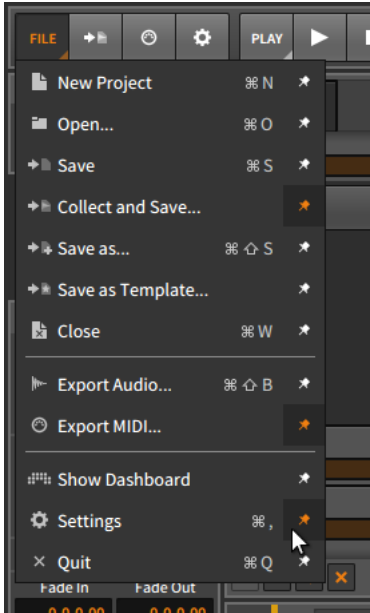 FILE
PLAY
New Project ⌘ N
Open... ⌘ O
Save ⌘ S
Collect and Save...
Save as... ⌘ ⇧ S
Save as Template...
Close ⌘ W
Export Audio... ⌘ ⇧ B
Export MIDI...
Show Dashboard
Settings ⌘ ,
Quit ⌘ Q
Fade In Fade Out